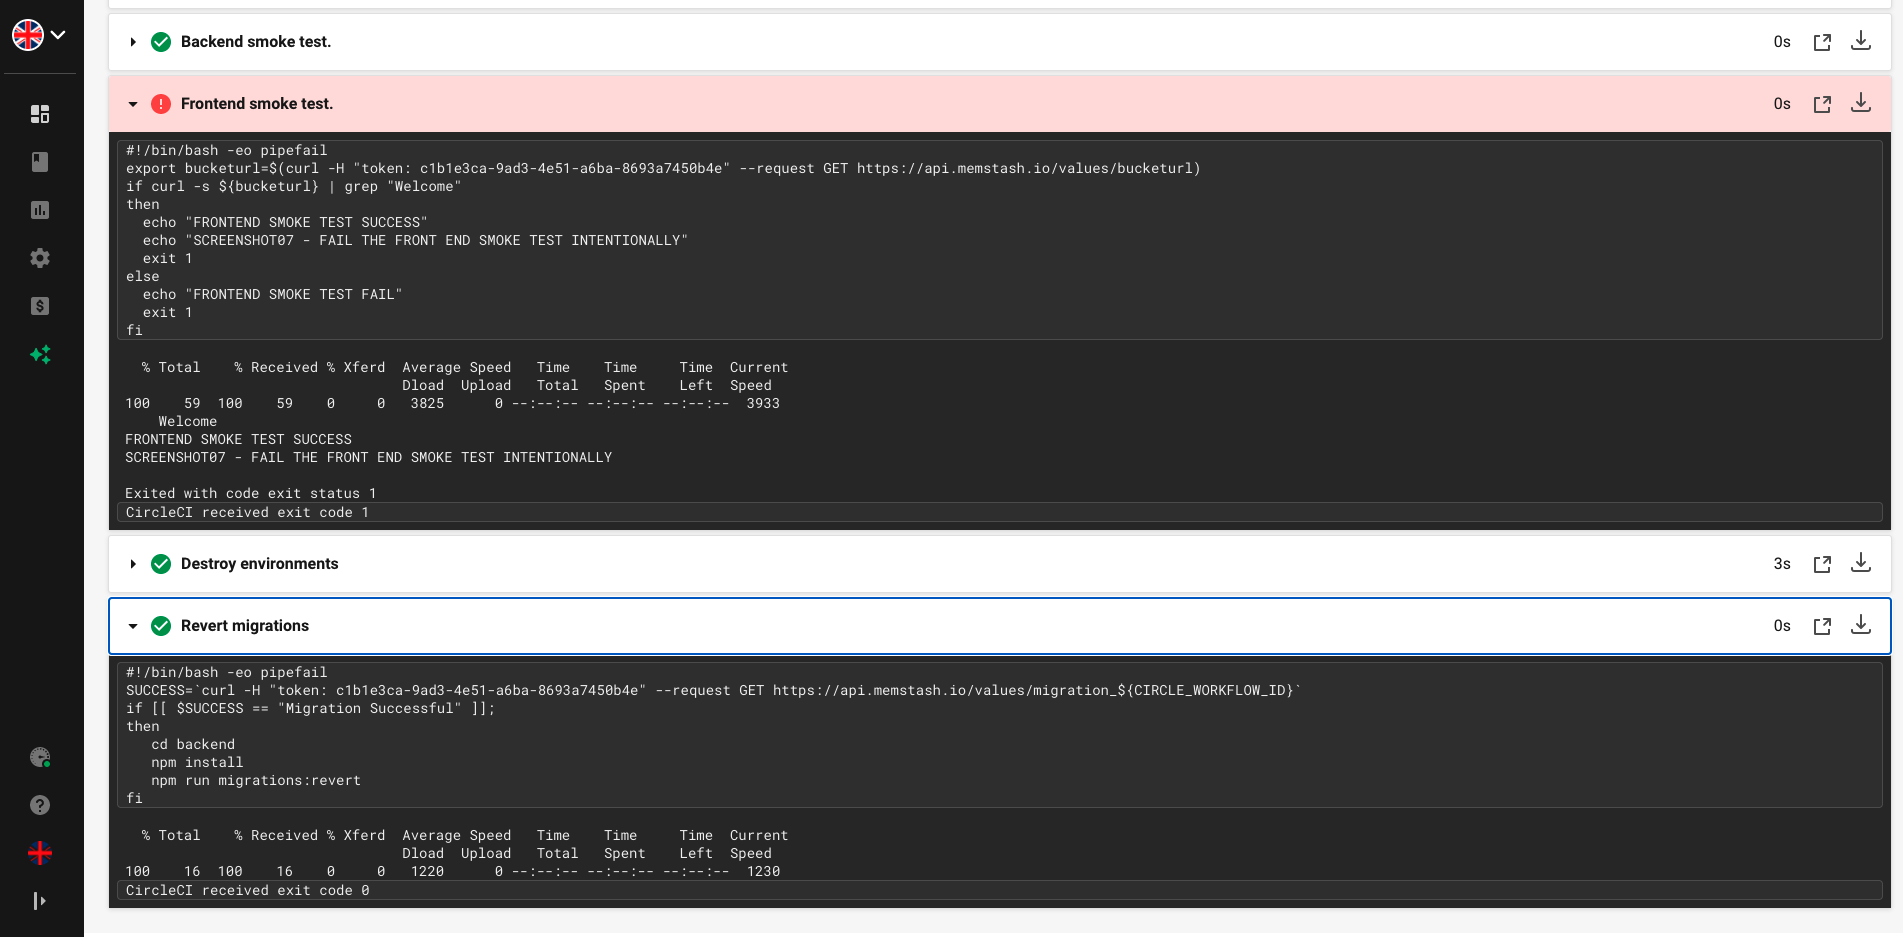 Backend smoke test.
0s
Frontend smoke test.
0s
#!/bin/bash -eo pipefail
export bucketurl=$(curl -H "token: c1b1e3ca-9ad3-4e51-a6ba-8693a7450b4e" --request GET https://api.memstash.io/values/bucketurl)
if curl -s ${bucketurl} | grep "Welcome"
then
  echo "FRONTEND SMOKE TEST SUCCESS"
  echo "SCREENSHOT07 - FAIL THE FRONT END SMOKE TEST INTENTIONALLY"
  exit 1
else
  echo "FRONTEND SMOKE TEST FAIL"
  exit 1
fi
  % Total    % Received % Xferd  Average Speed   Time    Time     Time  Current
                                 Dload  Upload   Total   Spent    Left  Speed
100    59  100    59    0     0   3825      0 --:--:-- --:--:-- --:--:--  3933
    Welcome
FRONTEND SMOKE TEST SUCCESS
SCREENSHOT07 - FAIL THE FRONT END SMOKE TEST INTENTIONALLY
Exited with code exit status 1
CircleCI received exit code 1
Destroy environments
3s
Revert migrations
0s
#!/bin/bash -eo pipefail
SUCCESS=`curl -H "token: c1b1e3ca-9ad3-4e51-a6ba-8693a7450b4e" --request GET https://api.memstash.io/values/migration_${CIRCLE_WORKFLOW_ID}`
if [[ $SUCCESS == "Migration Successful" ]];
then
   cd backend
   npm install
   npm run migrations:revert
fi
  % Total    % Received % Xferd  Average Speed   Time    Time     Time  Current
                                 Dload  Upload   Total   Spent    Left  Speed
100    16  100    16    0     0   1220      0 --:--:-- --:--:-- --:--:--  1230
CircleCI received exit code 0